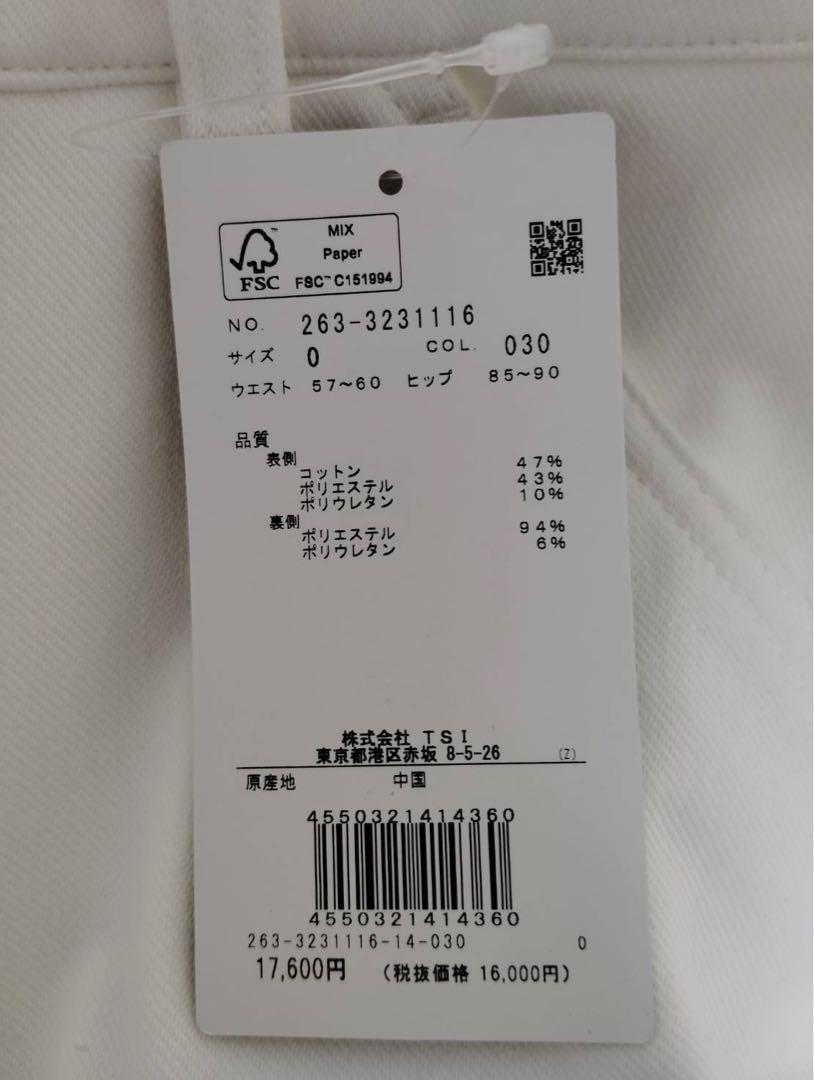 MIX
Paper
FSC™ FSC™ C151994
NO. 263-3231116
サイズ 0 COL. 030
ウエスト 57～60 ヒップ 85～90
品質
表側
コットン 47%
ポリエステル 43%
ポリウレタン 10%
裏側
ポリエステル 94%
ポリウレタン 6%
株式会社 TSI
東京都港区赤坂 8-5-26 (Z)
原産地 中国
4550321414360
4550321414360
263-3231116-14-030 0
17,600円 (税抜価格 16,000円)